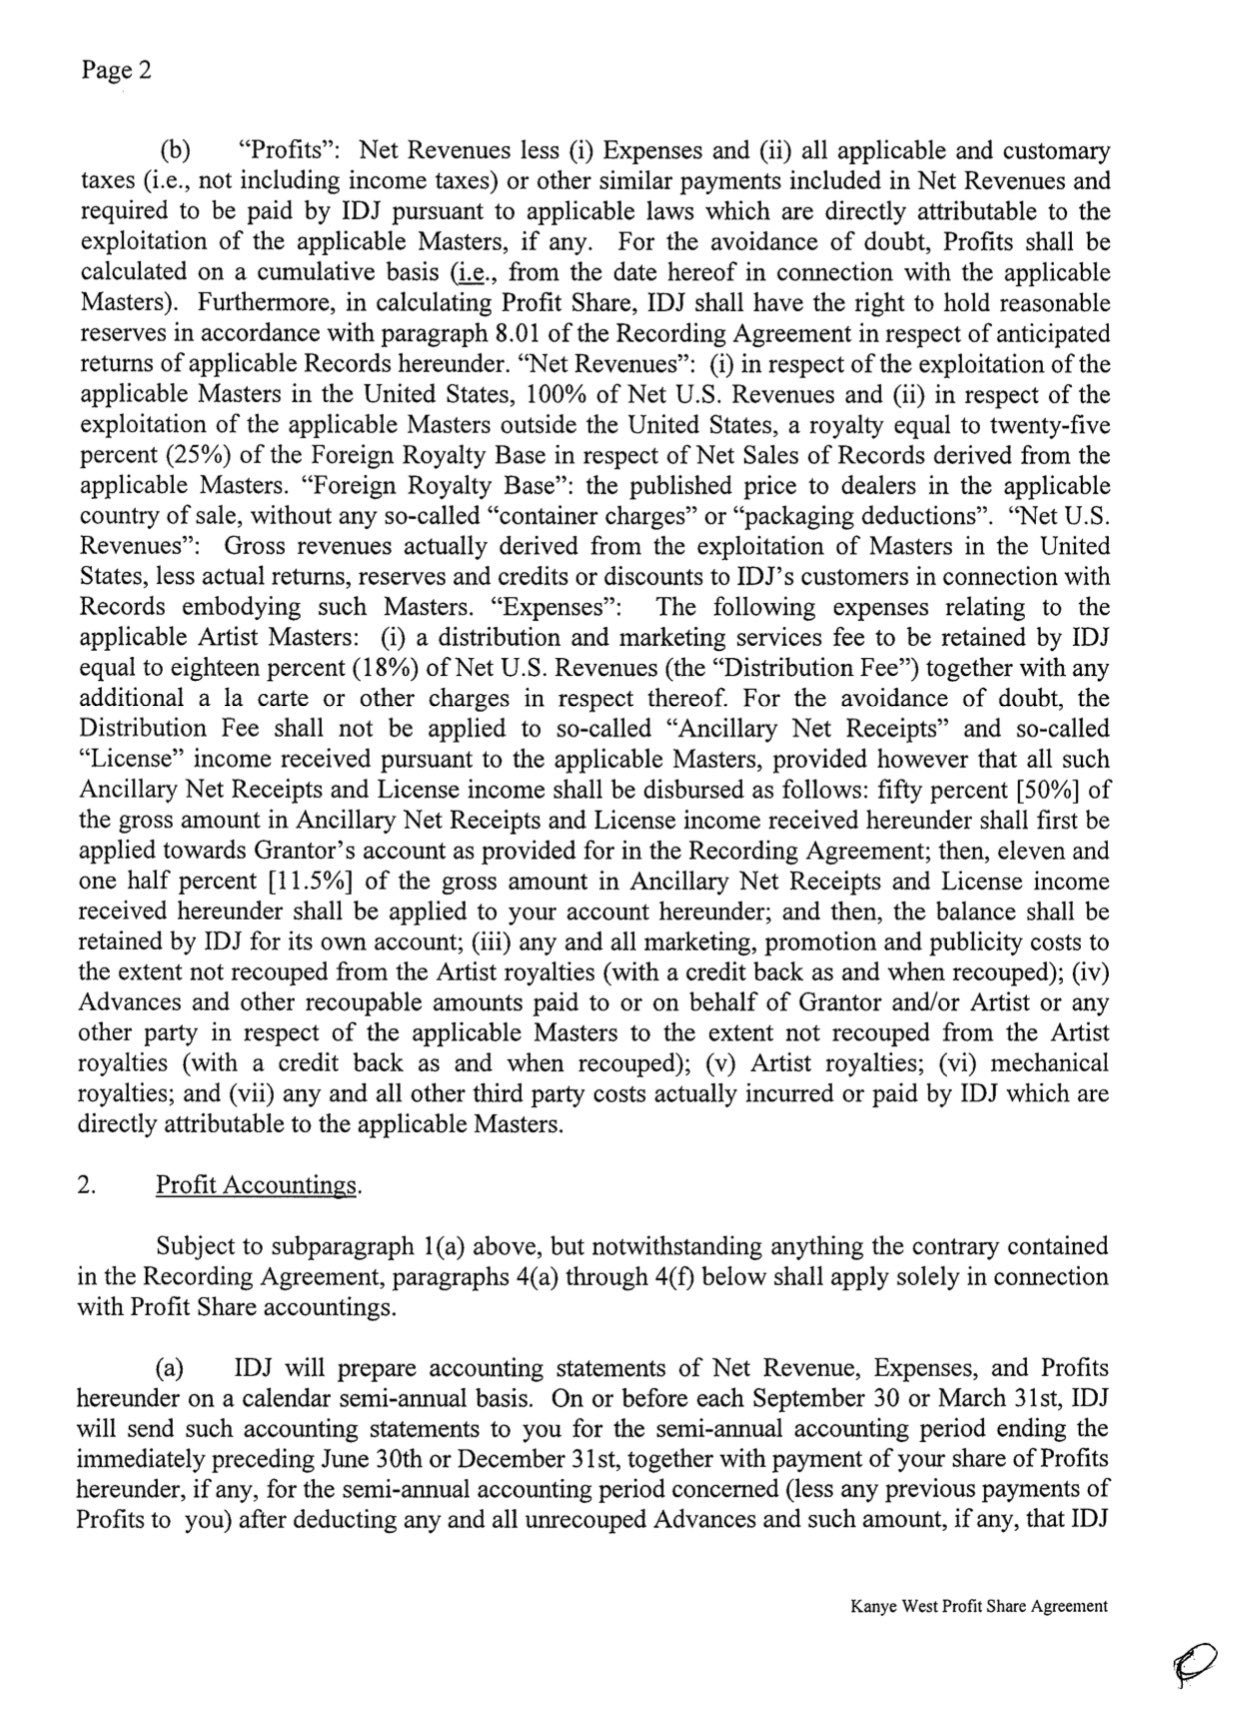 Page 2
(b) “Profits”: Net Revenues less (i) Expenses and (ii) all applicable and customary
taxes (i.e., not including income taxes) or other similar payments included in Net Revenues and
required to be paid by IDJ pursuant to applicable laws which are directly attributable to the
exploitation of the applicable Masters, if any. For the avoidance of doubt, Profits shall be
calculated on a cumulative basis (i.e., from the date hereof in connection with the applicable
Masters). Furthermore, in calculating Profit Share, IDJ shall have the right to hold reasonable
reserves in accordance with paragraph 8.01 of the Recording Agreement in respect of anticipated
returns of applicable Records hereunder. “Net Revenues”: (i) in respect of the exploitation of the
applicable Masters in the United States, 100% of Net U.S. Revenues and (ii) in respect of the
exploitation of the applicable Masters outside the United States, a royalty equal to twenty-five
percent (25%) of the Foreign Royalty Base in respect of Net Sales of Records derived from the
applicable Masters. “Foreign Royalty Base”: the published price to dealers in the applicable
country of sale, without any so-called “container charges” or “packaging deductions”. “Net U.S.
Revenues”: Gross revenues actually derived from the exploitation of Masters in the United
States, less actual returns, reserves and credits or discounts to IDJ’s customers in connection with
Records embodying such Masters. “Expenses”: The following expenses relating to the
applicable Artist Masters: (i) a distribution and marketing services fee to be retained by IDJ
equal to eighteen percent (18%) of Net U.S. Revenues (the “Distribution Fee”) together with any
additional a la carte or other charges in respect thereof. For the avoidance of doubt, the
Distribution Fee shall not be applied to so-called “Ancillary Net Receipts” and so-called
“License” income received pursuant to the applicable Masters, provided however that all such
Ancillary Net Receipts and License income shall be disbursed as follows: fifty percent [50%] of
the gross amount in Ancillary Net Receipts and License income received hereunder shall first be
applied towards Grantor’s account as provided for in the Recording Agreement; then, eleven and
one half percent [11.5%] of the gross amount in Ancillary Net Receipts and License income
received hereunder shall be applied to your account hereunder; and then, the balance shall be
retained by IDJ for its own account; (iii) any and all marketing, promotion and publicity costs to
the extent not recouped from the Artist royalties (with a credit back as and when recouped); (iv)
Advances and other recoupable amounts paid to or on behalf of Grantor and/or Artist or any
other party in respect of the applicable Masters to the extent not recouped from the Artist
royalties (with a credit back as and when recouped); (v) Artist royalties; (vi) mechanical
royalties; and (vii) any and all other third party costs actually incurred or paid by IDJ which are
directly attributable to the applicable Masters.
2. Profit Accountings.
Subject to subparagraph 1(a) above, but notwithstanding anything the contrary contained
in the Recording Agreement, paragraphs 4(a) through 4(f) below shall apply solely in connection
with Profit Share accountings.
(a) IDJ will prepare accounting statements of Net Revenue, Expenses, and Profits
hereunder on a calendar semi-annual basis. On or before each September 30 or March 31st, IDJ
will send such accounting statements to you for the semi-annual accounting period ending the
immediately preceding June 30th or December 31st, together with payment of your share of Profits
hereunder, if any, for the semi-annual accounting period concerned (less any previous payments of
Profits to you) after deducting any and all unrecouped Advances and such amount, if any, that IDJ
Kanye West Profit Share Agreement